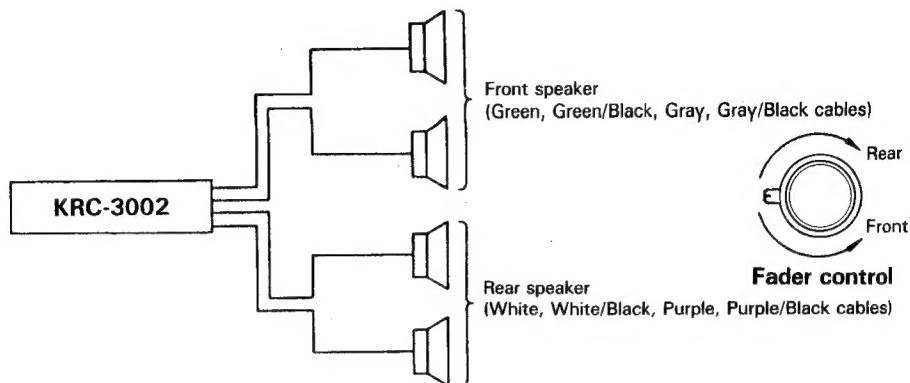 Front speaker
(Green, Green/Black, Gray, Gray/Black cables)
KRC-3002
Rear
Front
Fader control
Rear speaker
(White, White/Black, Purple, Purple/Black cables)